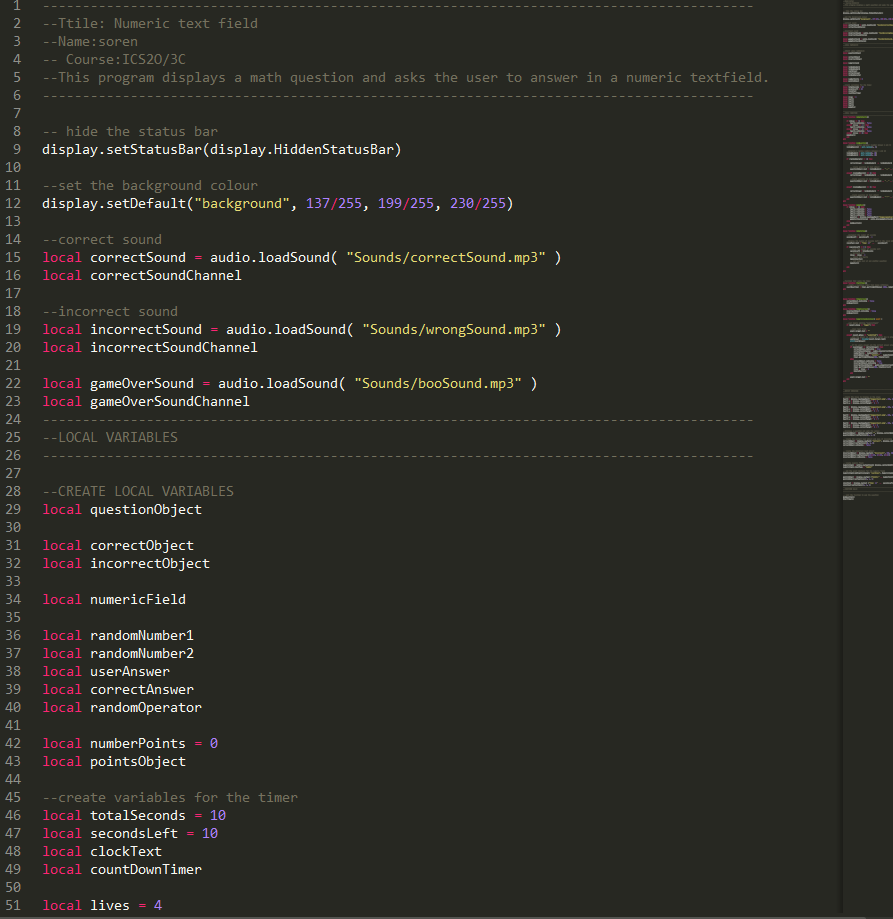 1 -----------------------------------------------------------------------------------------
2 --Ttile: Numeric text field
3 --Name:soren
4 -- Course:ICS2O/3C
5 --This program displays a math question and asks the user to answer in a numeric textfield.
6 -----------------------------------------------------------------------------------------
7
8 -- hide the status bar
9 display.setStatusBar(display.HiddenStatusBar)
10
11 --set the background colour
12 display.setDefault("background", 137/255, 199/255, 230/255)
13
14 --correct sound
15 local correctSound = audio.loadSound( "Sounds/correctSound.mp3" )
16 local correctSoundChannel
17
18 --incorrect sound
19 local incorrectSound = audio.loadSound( "Sounds/wrongSound.mp3" )
20 local incorrectSoundChannel
21
22 local gameOverSound = audio.loadSound( "Sounds/booSound.mp3" )
23 local gameOverSoundChannel
24 -----------------------------------------------------------------------------------------
25 --LOCAL VARIABLES
26 -----------------------------------------------------------------------------------------
27
28 --CREATE LOCAL VARIABLES
29 local questionObject
30
31 local correctObject
32 local incorrectObject
33
34 local numericField
35
36 local randomNumber1
37 local randomNumber2
38 local userAnswer
39 local correctAnswer
40 local randomOperator
41
42 local numberPoints = 0
43 local pointsObject
44
45 --create variables for the timer
46 local totalSeconds = 10
47 local secondsLeft = 10
48 local clockText
49 local countDownTimer
50
51 local lives = 4